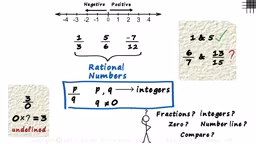 Negative Positive
-4 -3 -2 -1 0 1 2 3 4
1/3 5/6 -7/12
Rational
Numbers
p/q p, q → integers
q ≠ 0
1 & 5 ✓
6/7 & 13/15 ?
3/0
0×? = 3
undefined
Fractions? integers?
Zero? Number line?
Compare?